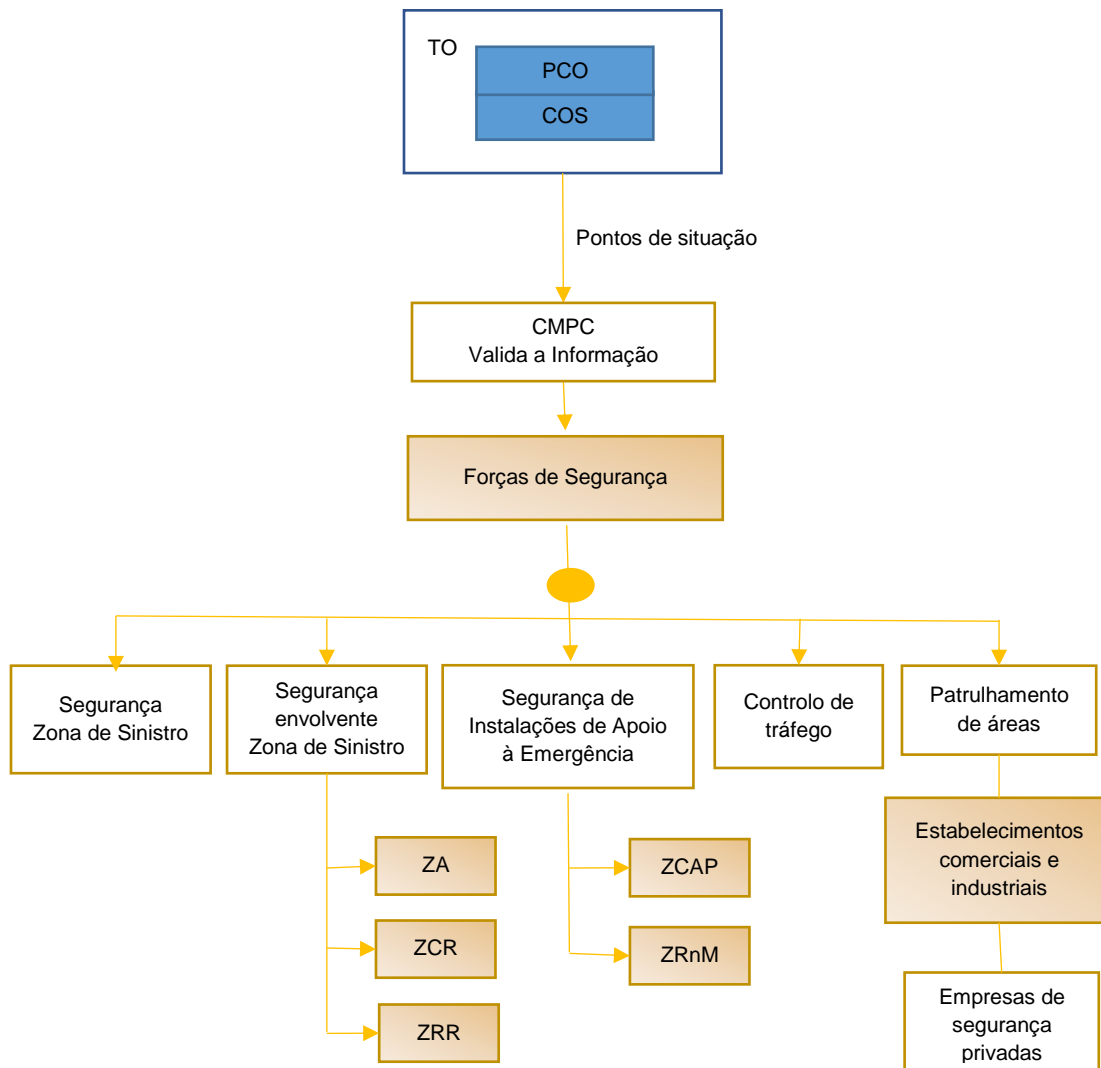 TO
PCO
COS
Pontos de situação
CMPC
Valida a Informação
Forças de Segurança
Segurança
Zona de Sinistro
Segurança
envolvente
Zona de Sinistro
Segurança de
Instalações de Apoio
à Emergência
Controlo de
tráfego
Patrulhamento
de áreas
ZA
ZCR
ZRR
ZCAP
ZRnM
Estabelecimentos
comerciais e
industriais
Empresas de
segurança
privadas